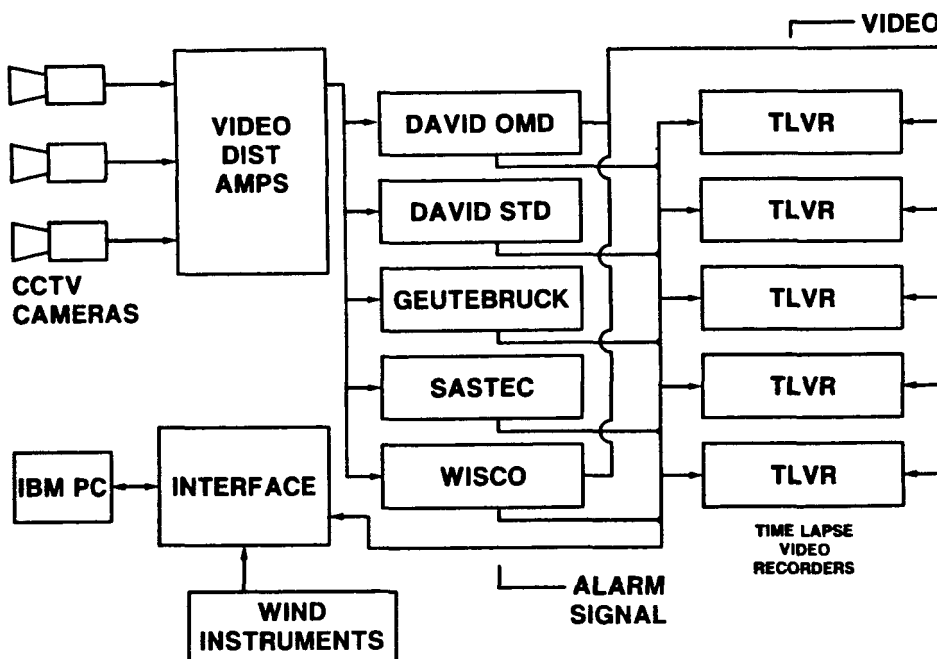 VIDEO
VIDEO
DIST
AMPS
DAVID OMD
TLVR
DAVID STD
TLVR
CCTV
CAMERAS
GEUTEBRUCK
TLVR
SASTEC
TLVR
IBM PC
INTERFACE
WISCO
TLVR
TIME LAPSE
VIDEO
RECORDERS
ALARM
SIGNAL
WIND
INSTRUMENTS